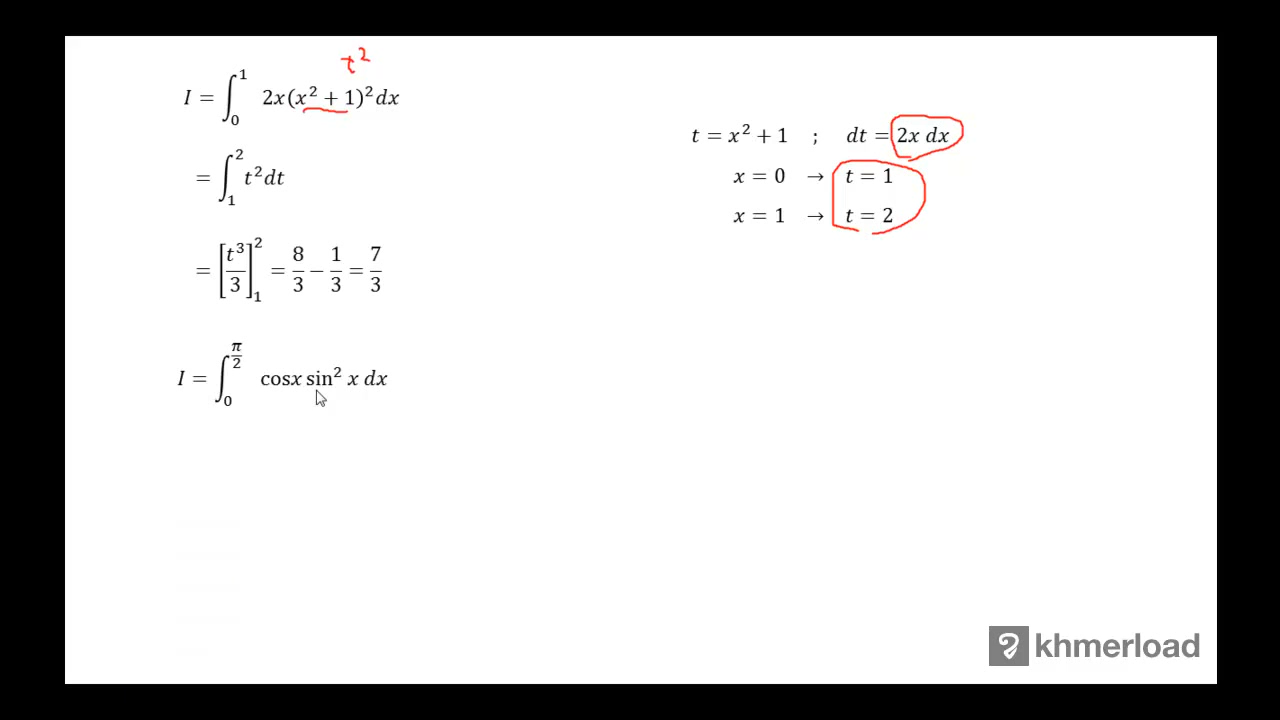 t²
I = ∫₀¹ 2x(x² + 1)² dx
t = x² + 1 ; dt = 2x dx
= ∫₁² t² dt
x = 0 → t = 1
x = 1 → t = 2
= [t³/3]₁² = 8/3 − 1/3 = 7/3
I = ∫₀^(π/2) cosx sin² x dx
khmerload